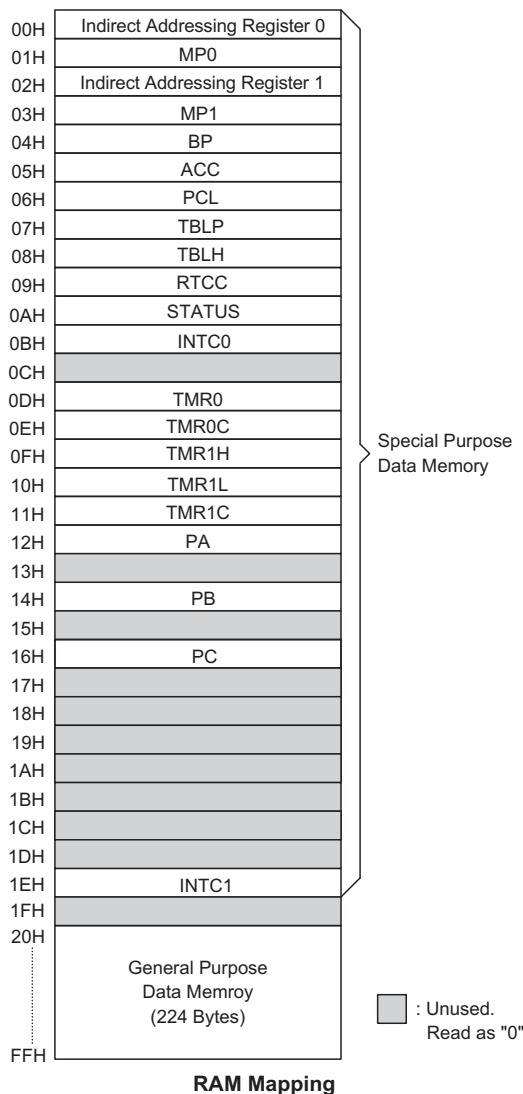 00H Indirect Addressing Register 0
01H MP0
02H Indirect Addressing Register 1
03H MP1
04H BP
05H ACC
06H PCL
07H TBLP
08H TBLH
09H RTCC
0AH STATUS
0BH INTC0
0CH
0DH TMR0
0EH TMR0C
0FH TMR1H
10H TMR1L
11H TMR1C
12H PA
13H
14H PB
15H
16H PC
17H
18H
19H
1AH
1BH
1CH
1DH
1EH INTC1
1FH
20H
FFH
Special Purpose
Data Memory
General Purpose
Data Memroy
(224 Bytes)
: Unused.
Read as "0"
RAM Mapping